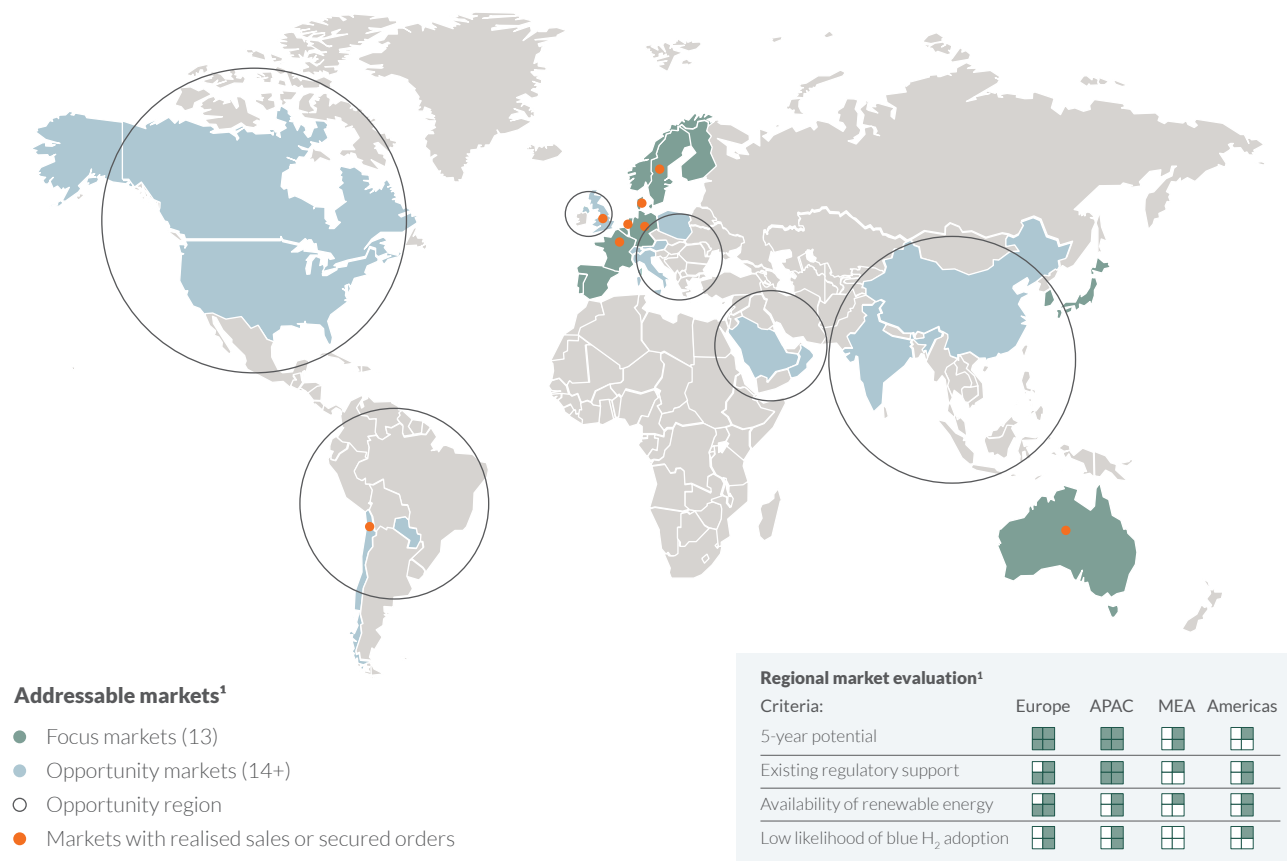 Addressable markets¹
Focus markets (13)
Opportunity markets (14+)
Opportunity region
Markets with realised sales or secured orders
Regional market evaluation¹
Criteria: Europe APAC MEA Americas
5-year potential
Existing regulatory support
Availability of renewable energy
Low likelihood of blue H₂ adoption